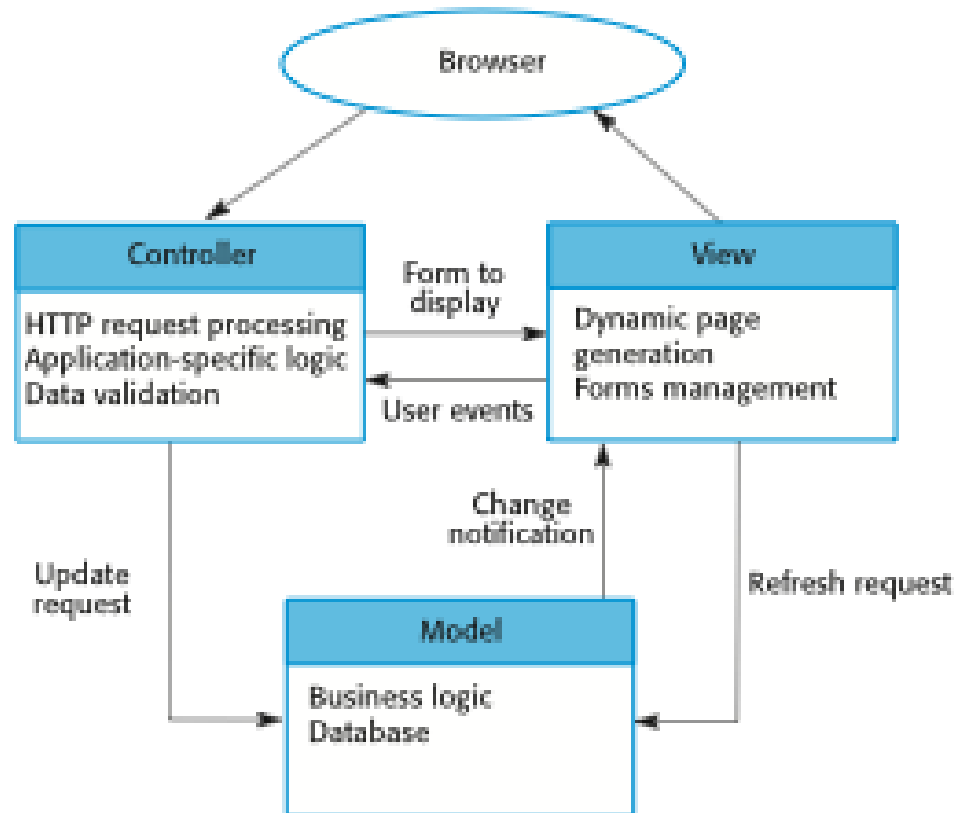 Browser
Controller
HTTP request processing
Application-specific logic
Data validation
Form to
display
User events
View
Dynamic page
generation
Forms management
Update
request
Change
notification
Refresh request
Model
Business logic
Database